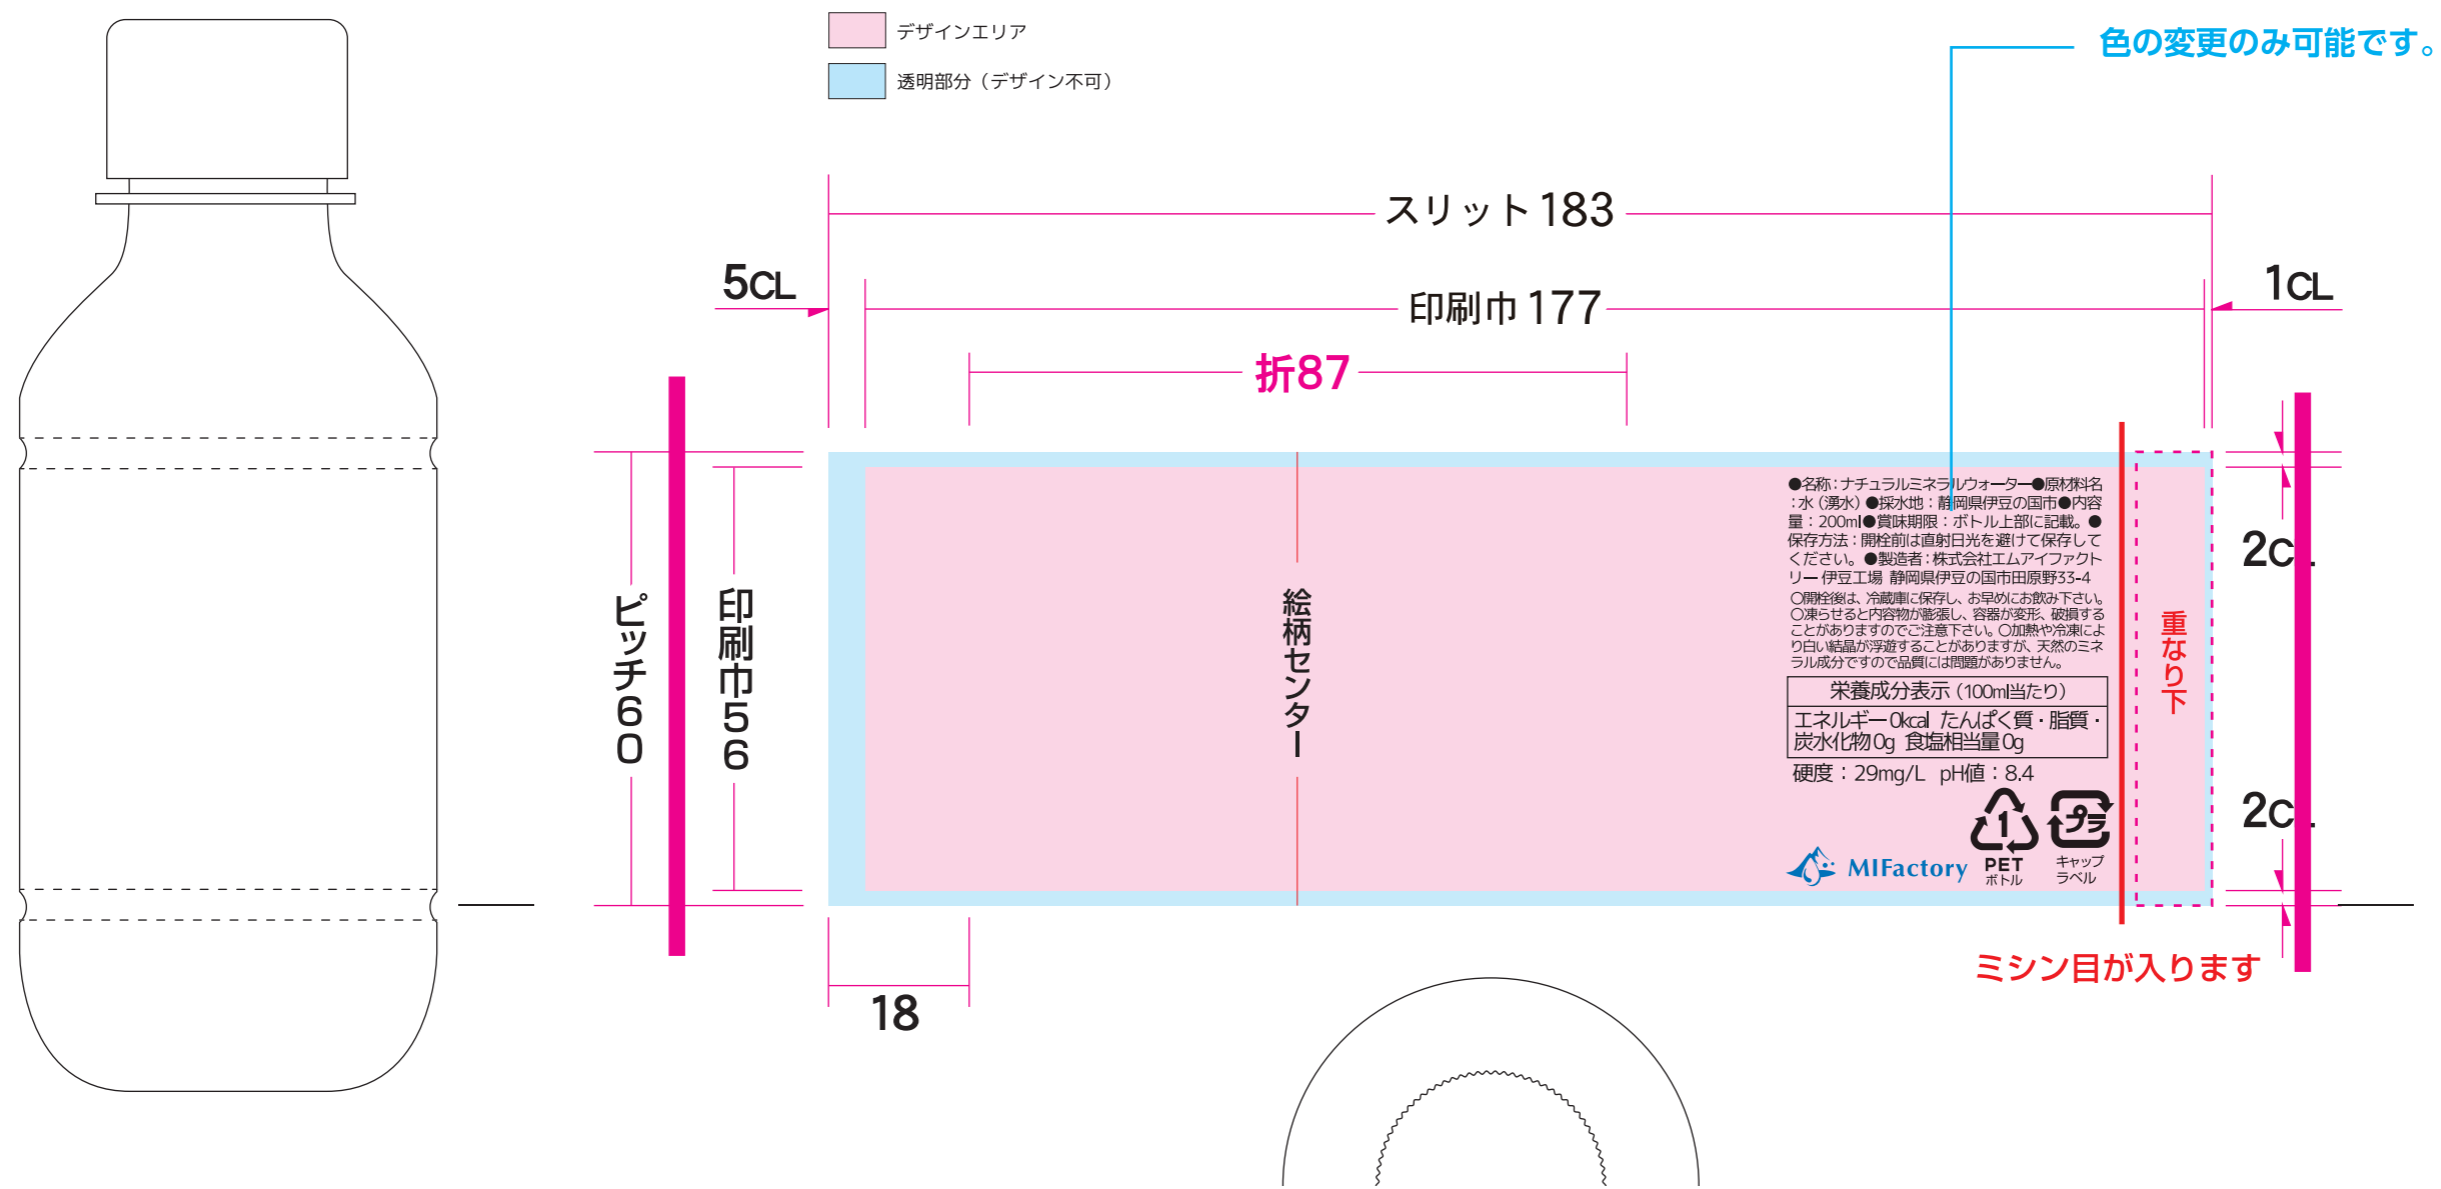 デザインエリア
透明部分（デザイン不可）
色の変更のみ可能です。
スリット 183
5CL
印刷巾 177
1CL
折87
ピッチ60
印刷巾56
絵柄センター
●名称：ナチュラルミネラルウォーター●原材料名
：水（湧水）●採水地：静岡県伊豆の国市●内容
量：200ml●賞味期限：ボトル上部に記載。●
保存方法：開栓前は直射日光を避けて保存して
ください。●製造者：株式会社エムアイファクト
リー 伊豆工場 静岡県伊豆の国市田原野33-4
〇開栓後は、冷蔵庫に保存し、お早めにお飲み下さい。
〇凍らせると内容物が膨張し、容器が変形、破損する
ことがありますのでご注意下さい。〇加熱や冷凍によ
り白い結晶が浮遊することがありますが、天然のミネ
ラル成分ですので品質には問題がありません。
栄養成分表示（100ml当たり）
エネルギー0kcal たんぱく質・脂質・
炭水化物0g 食塩相当量0g
硬度：29mg/L pH値：8.4
MIFactory
1
PET
ボトル
プラ
キャップ
ラベル
重なり下
2CL
2CL
ミシン目が入ります
18